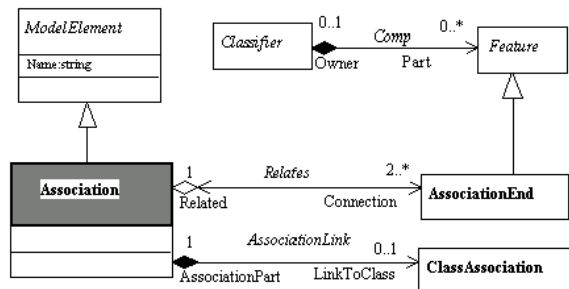 ModelElement
Name:string
Classifier
0..1
Comp
0..*
Owner
Part
Feature
Association
1
Relates
2..*
Related
Connection
AssociationEnd
1
AssociationLink
0..1
AssociationPart
LinkToClass
ClassAssociation